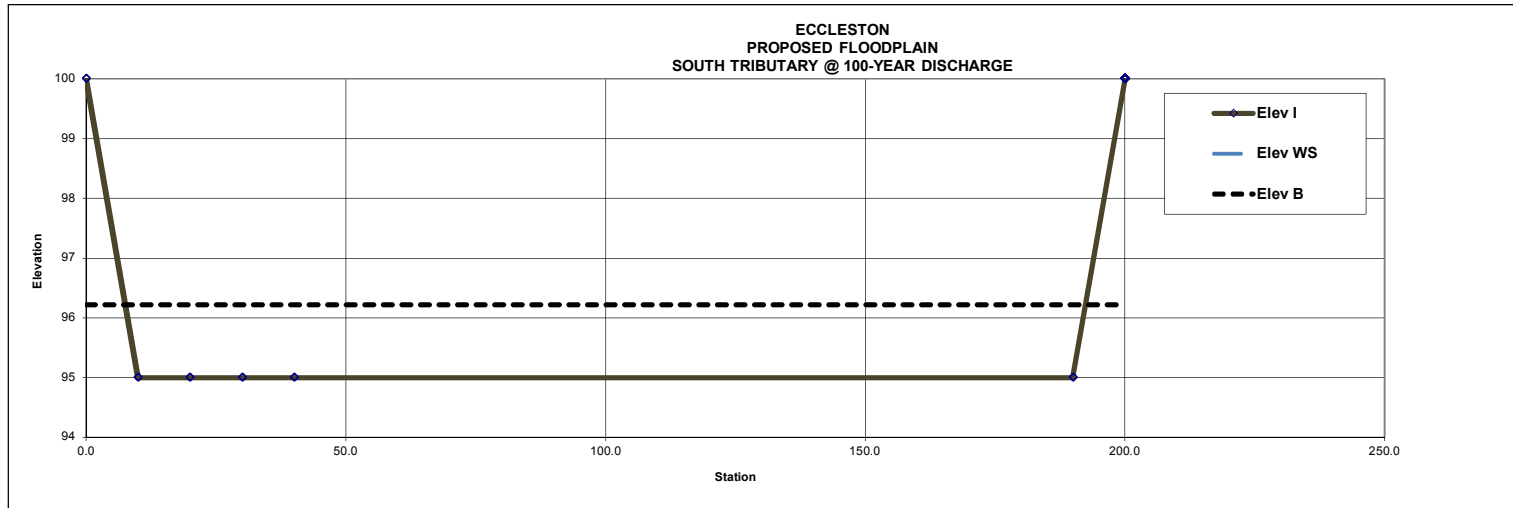 ECCLESTON
PROPOSED FLOODPLAIN
SOUTH TRIBUTARY @ 100-YEAR DISCHARGE
100
99
98
97
96
95
94
Elevation
0.0
50.0
100.0
150.0
200.0
250.0
Station
Elev I
Elev WS
Elev B